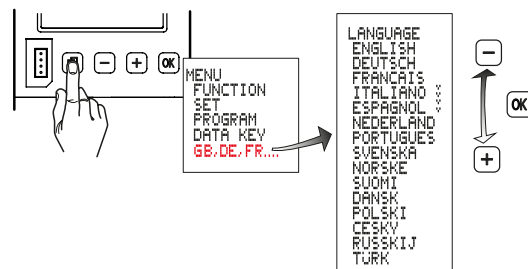 − + OK
MENU
FUNCTION
SET
PROGRAM
DATA KEY
GB,DE,FR....
LANGUAGE
ENGLISH
DEUTSCH
FRANCAIS
ITALIANO
ESPAGNOL
NEDERLAND
PORTUGUES
SVENSKA
NORSKE
SUOMI
DANSK
POLSKI
CESKY
RUSSKIJ
TURK
−
OK
+